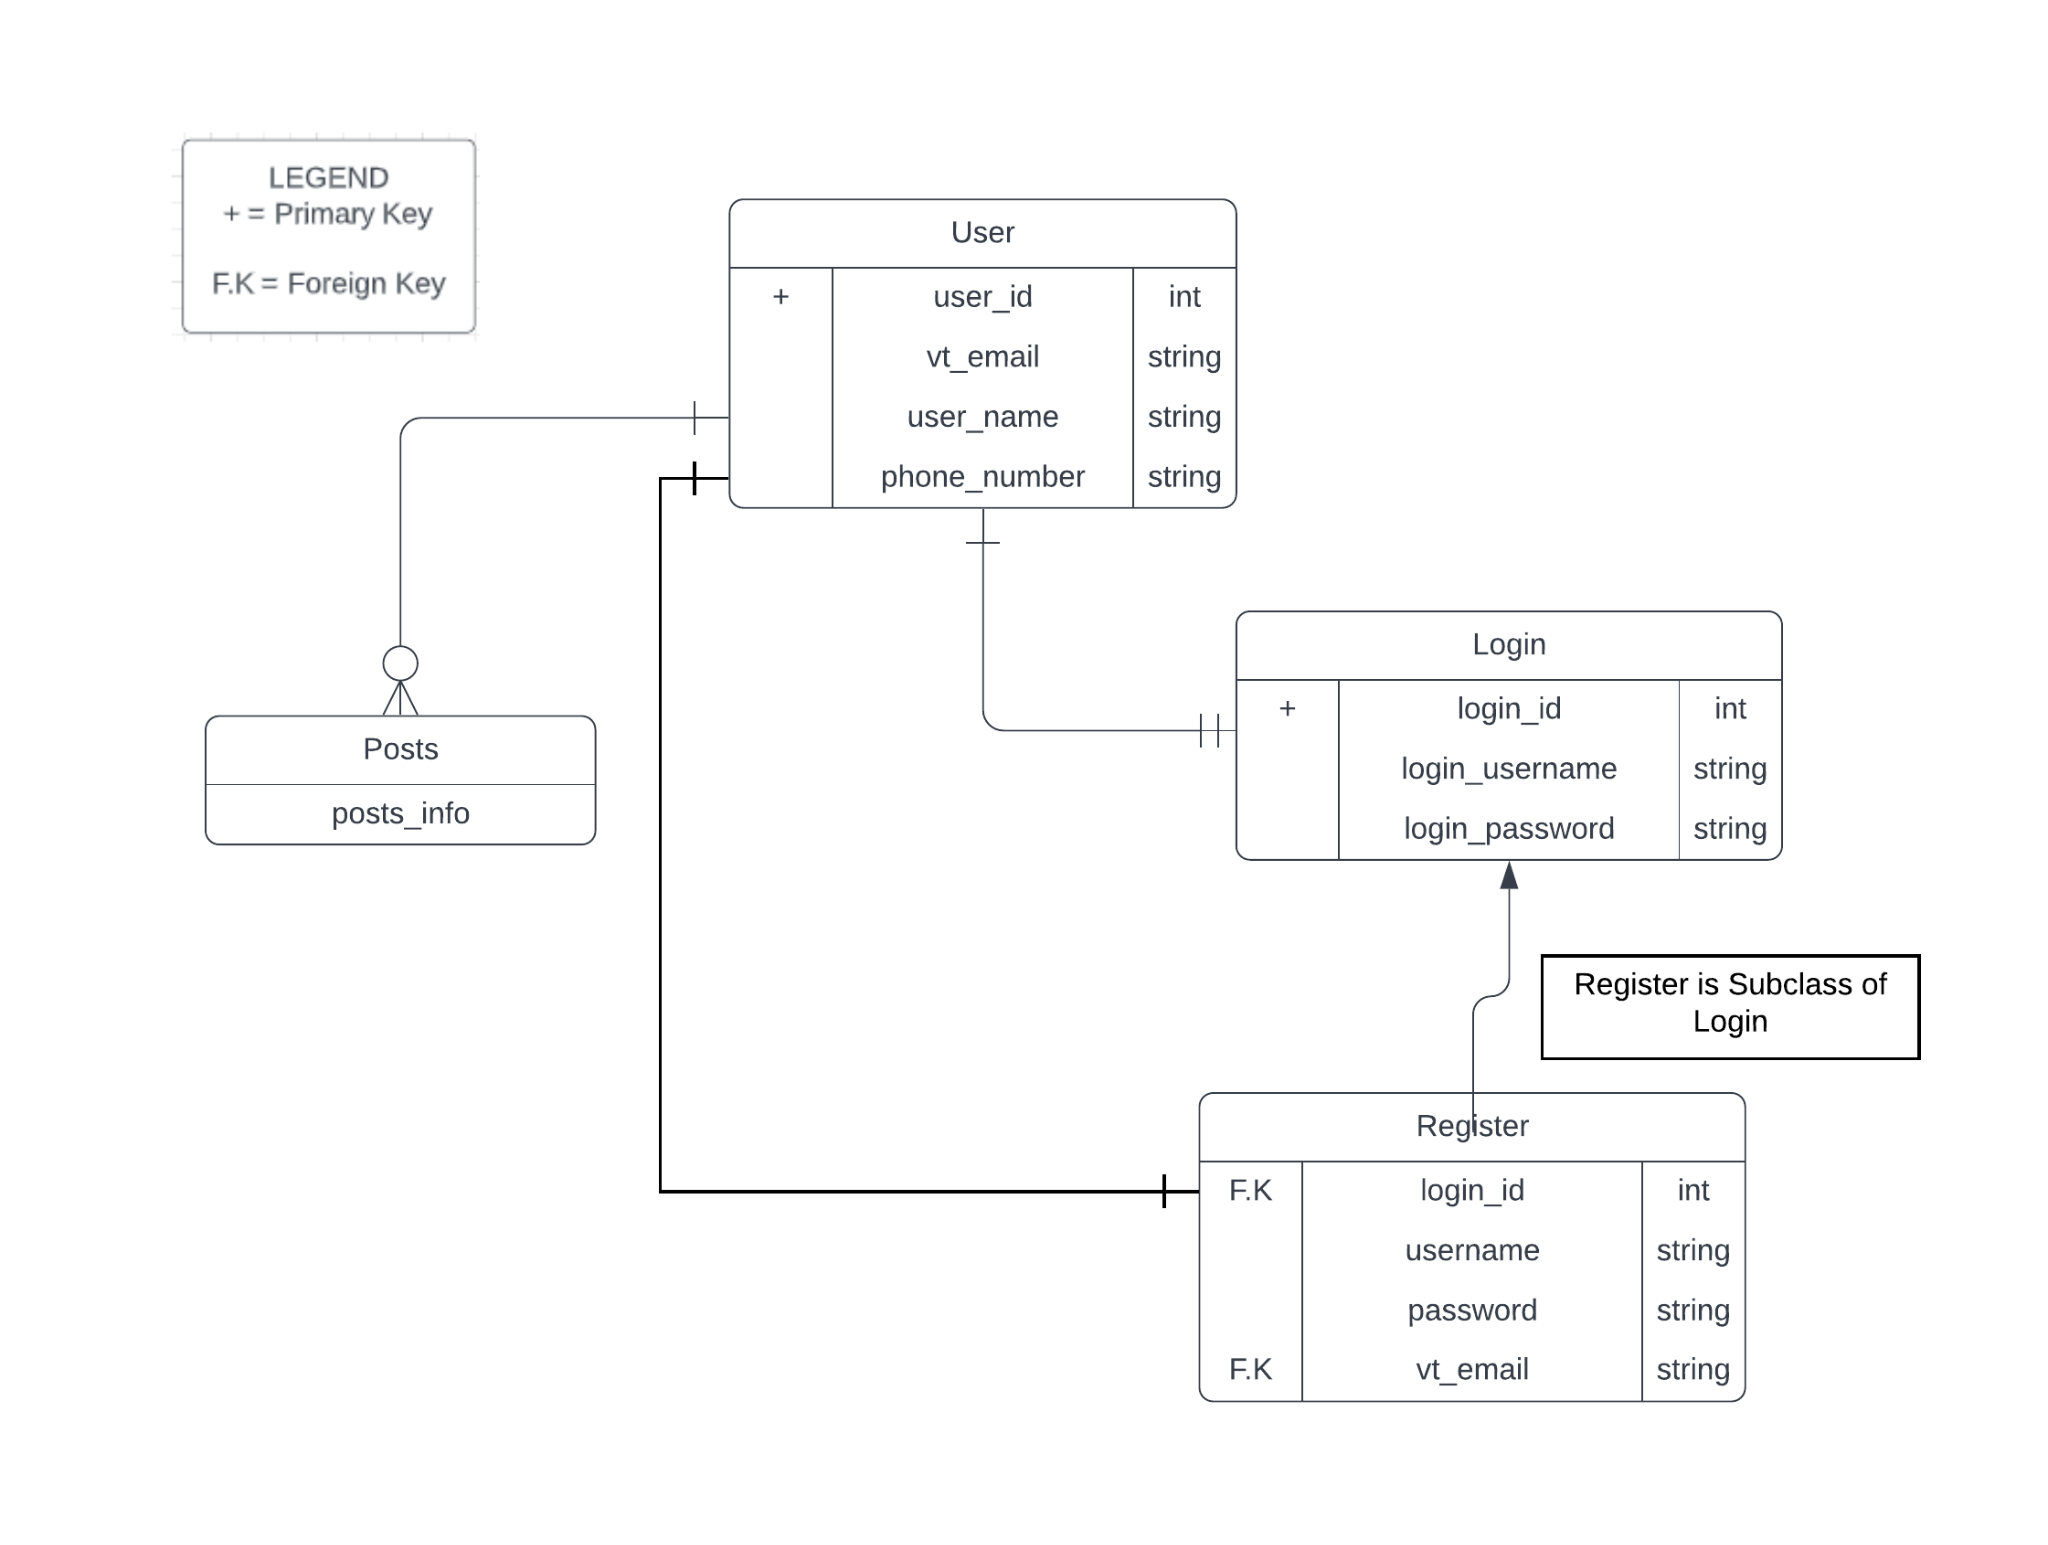 LEGEND
+ = Primary Key
F.K = Foreign Key
User
+ user_id int
vt_email string
user_name string
phone_number string
Posts
posts_info
Login
+ login_id int
login_username string
login_password string
Register is Subclass of
Login
Register
F.K login_id int
username string
password string
F.K vt_email string